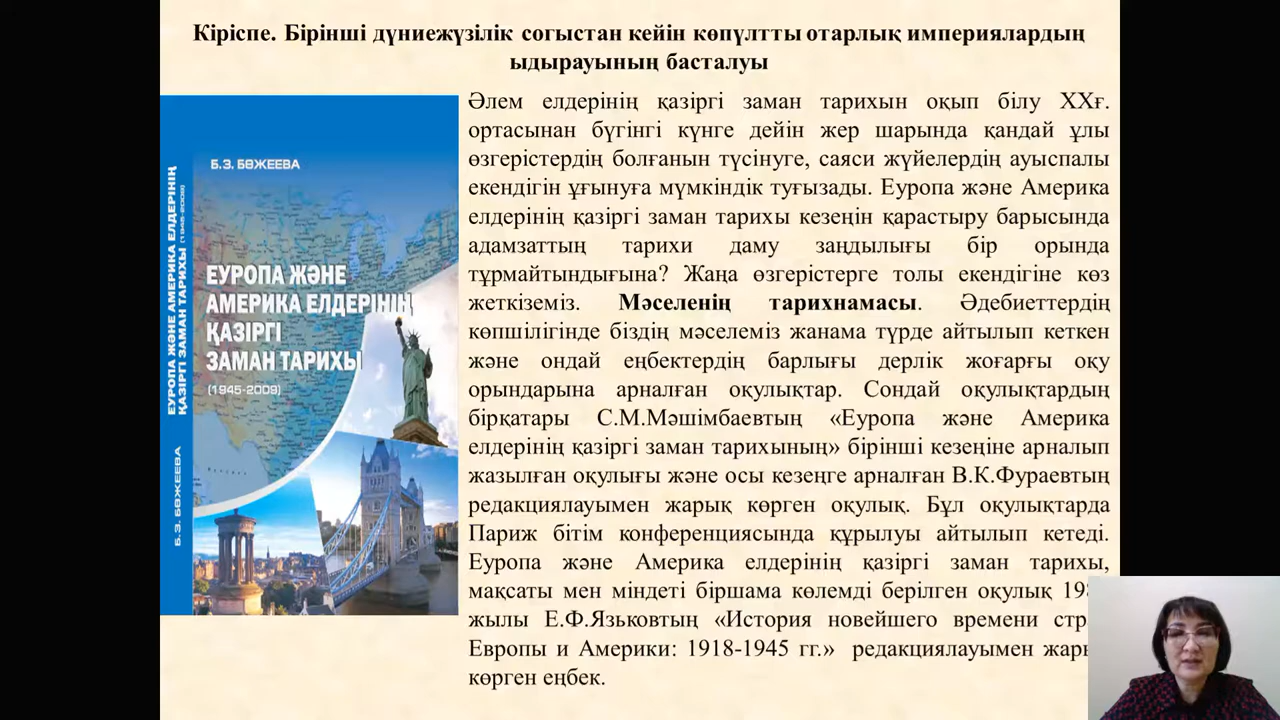 Кіріспе. Бірінші дүниежүзілік соғыстан кейін көпүлтты отарлық империялардың
ыдырауының басталуы
Әлем елдерінің қазіргі заман тарихын оқып білу ХХғ.
ортасынан бүгінгі күнге дейін жер шарында қандай ұлы
өзгерістердің болғанын түсінуге, саяси жүйелердің ауыспалы
екендігін ұғынуға мүмкіндік туғызады. Еуропа және Америка
елдерінің қазіргі заман тарихы кезеңін қарастыру барысында
адамзаттың тарихи даму заңдылығы бір орында
тұрмайтындығына? Жаңа өзгерістерге толы екендігіне көз
жеткіземіз. Мәселенің тарихнамасы. Әдебиеттердің
көпшілігінде біздің мәселеміз жанама түрде айтылып кеткен
және ондай еңбектердің барлығы дерлік жоғарғы оқу
орындарына арналған оқулықтар. Сондай оқулықтардың
бірқатары С.М.Мәшімбаевтың «Еуропа және Америка
елдерінің қазіргі заман тарихының» бірінші кезеңіне арналып
жазылған оқулығы және осы кезеңге арналған В.К.Фураевтың
редакциялауымен жарық көрген оқулық. Бұл оқулықтарда
Париж бітім конференциясында құрылуы айтылып кетеді.
Еуропа және Америка елдерінің қазіргі заман тарихы,
мақсаты мен міндеті біршама көлемді берілген оқулық
жылы Е.Ф.Язьковтың «История новейшего времени
Европы и Америки: 1918-1945 гг.» редакциялауымен
көрген еңбек.
Б.З. БӨЖЕЕВА
ЕУРОПА ЖӘНЕ
АМЕРИКА ЕЛДЕРІНІҢ
ҚАЗІРГІ
ЗАМАН ТАРИХЫ
(1945-2009)
ЕУРОПА ЖӘНЕ АМЕРИКА ЕЛДЕРІНІҢ
ҚАЗІРГІ ЗАМАН ТАРИХЫ (1945-2009)
Б.З. БӨЖЕЕВА